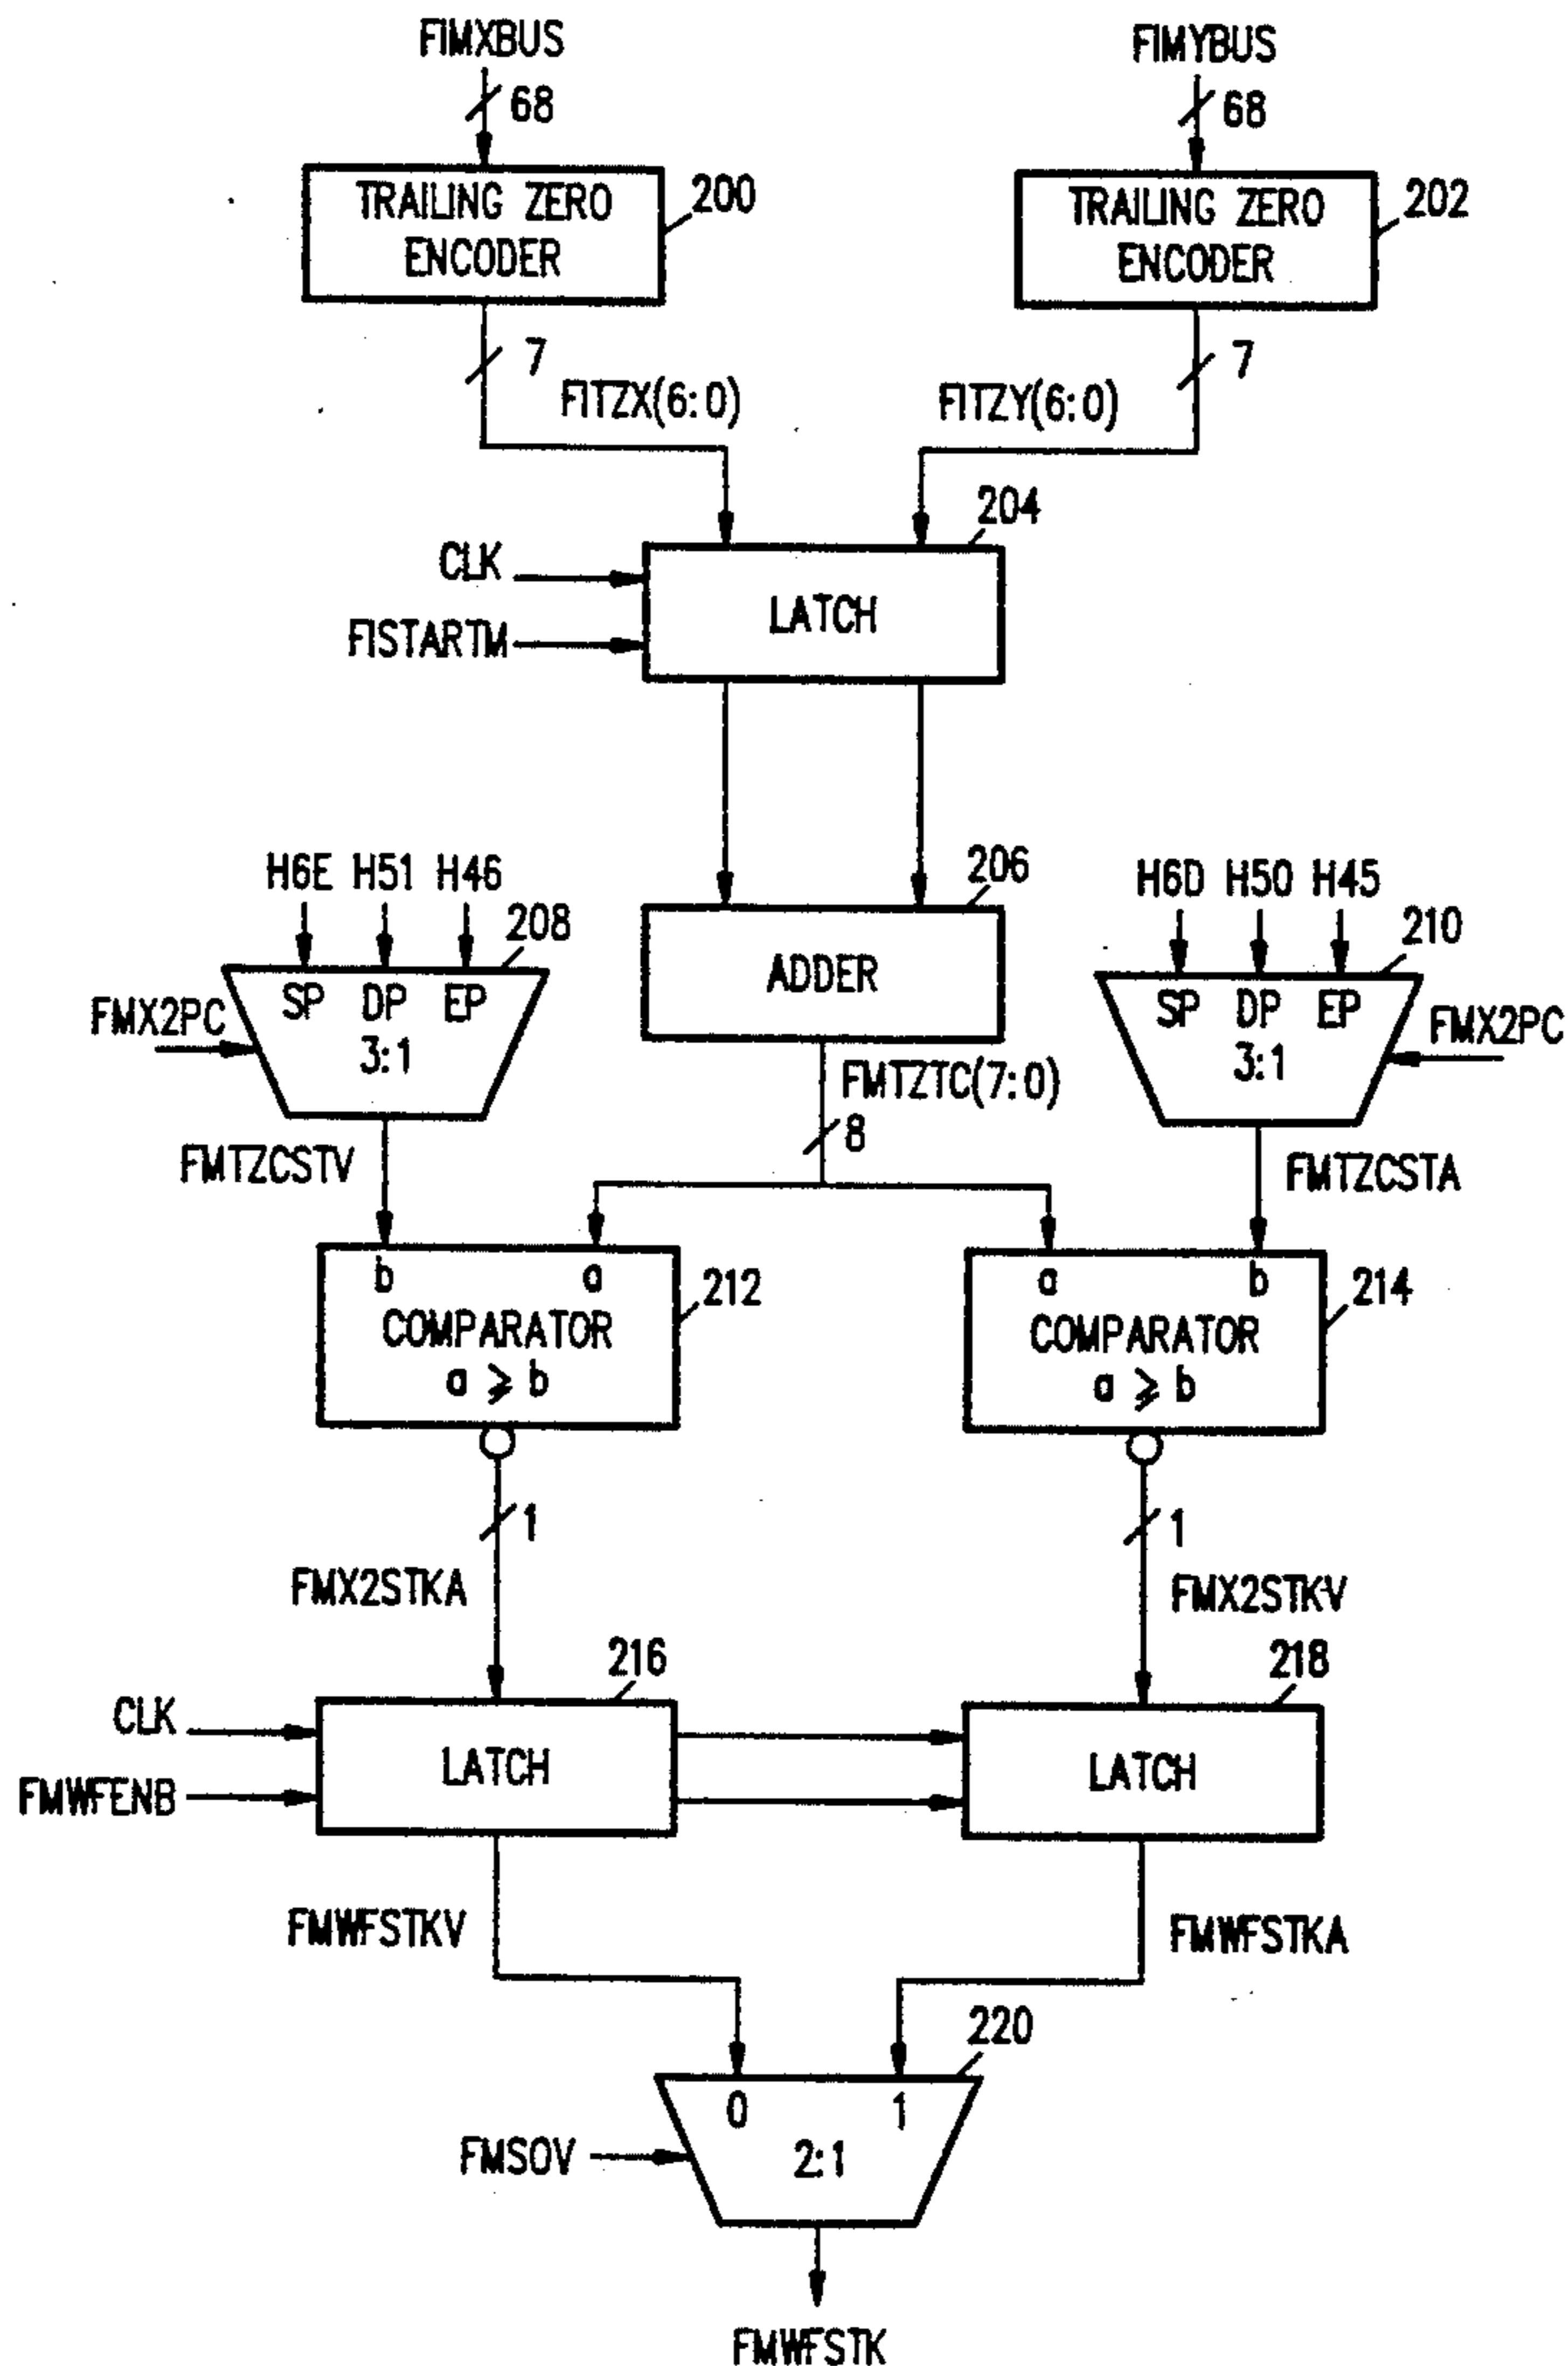 FIMXBUS
FIMYBUS
68
68
TRAILING ZERO
ENCODER
200
TRAILING ZERO
ENCODER
202
7
FITZX(6:0)
FITZY(6:0)
7
204
CLK
FISTARTM
LATCH
H6E H51 H46
208
206
H6D H50 H45
210
FMX2PC
SP DP EP
3:1
ADDER
SP DP EP
3:1
FMX2PC
FMTZTC(7:0)
8
FMTZCSTV
FMTZCSTA
b a
COMPARATOR
a ⩾ b
212
a b
COMPARATOR
a ⩾ b
214
1
1
FMX2STKA
FMX2STKV
216
218
CLK
FMWFENB
LATCH
LATCH
FMWFSTKV
FMWFSTKA
220
0 1
2:1
FMSOV
FMWFSTK